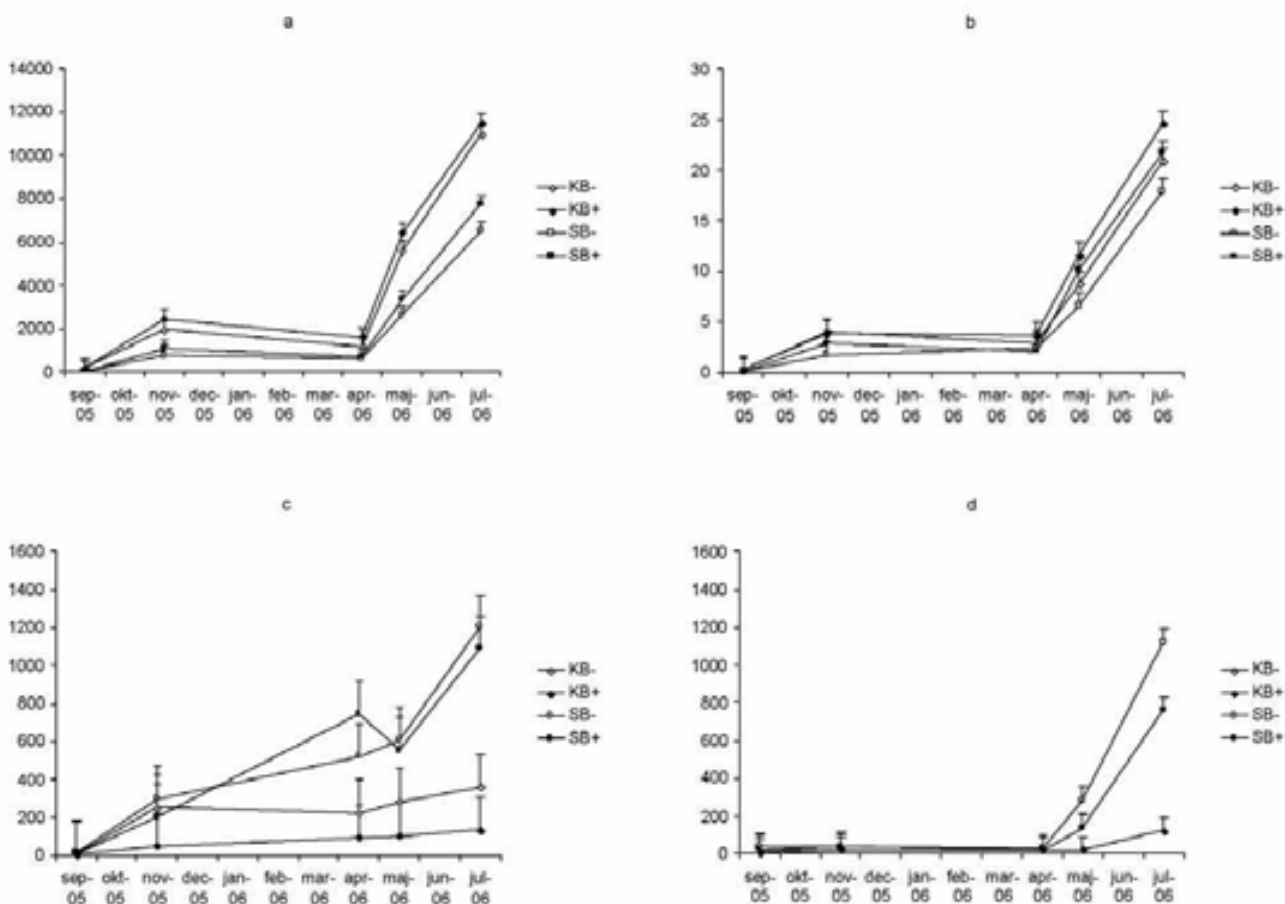 a
14000
12000
10000
8000
6000
4000
2000
0
sep- okt- nov- dec- jan- feb- mar- apr- maj- jun- jul-
05 05 05 05 06 06 06 06 06 06 06
KB-
KB+
SB-
SB+
b
30
25
20
15
10
5
0
sep- okt- nov- dec- jan- feb- mar- apr- maj- jun- jul-
05 05 05 05 06 06 06 06 06 06 06
KB-
KB+
SB-
SB+
c
1600
1400
1200
1000
800
600
400
200
0
sep- okt- nov- dec- jan- feb- mar- apr- maj- jun- jul-
05 05 05 05 06 06 06 06 06 06 06
KB-
KB+
SB-
SB+
d
1600
1400
1200
1000
800
600
400
200
0
sep- okt- nov- dec- jan- feb- mar- apr- maj- jun- jul-
05 05 05 05 06 06 06 06 06 06 06
KB-
KB+
SB-
SB+